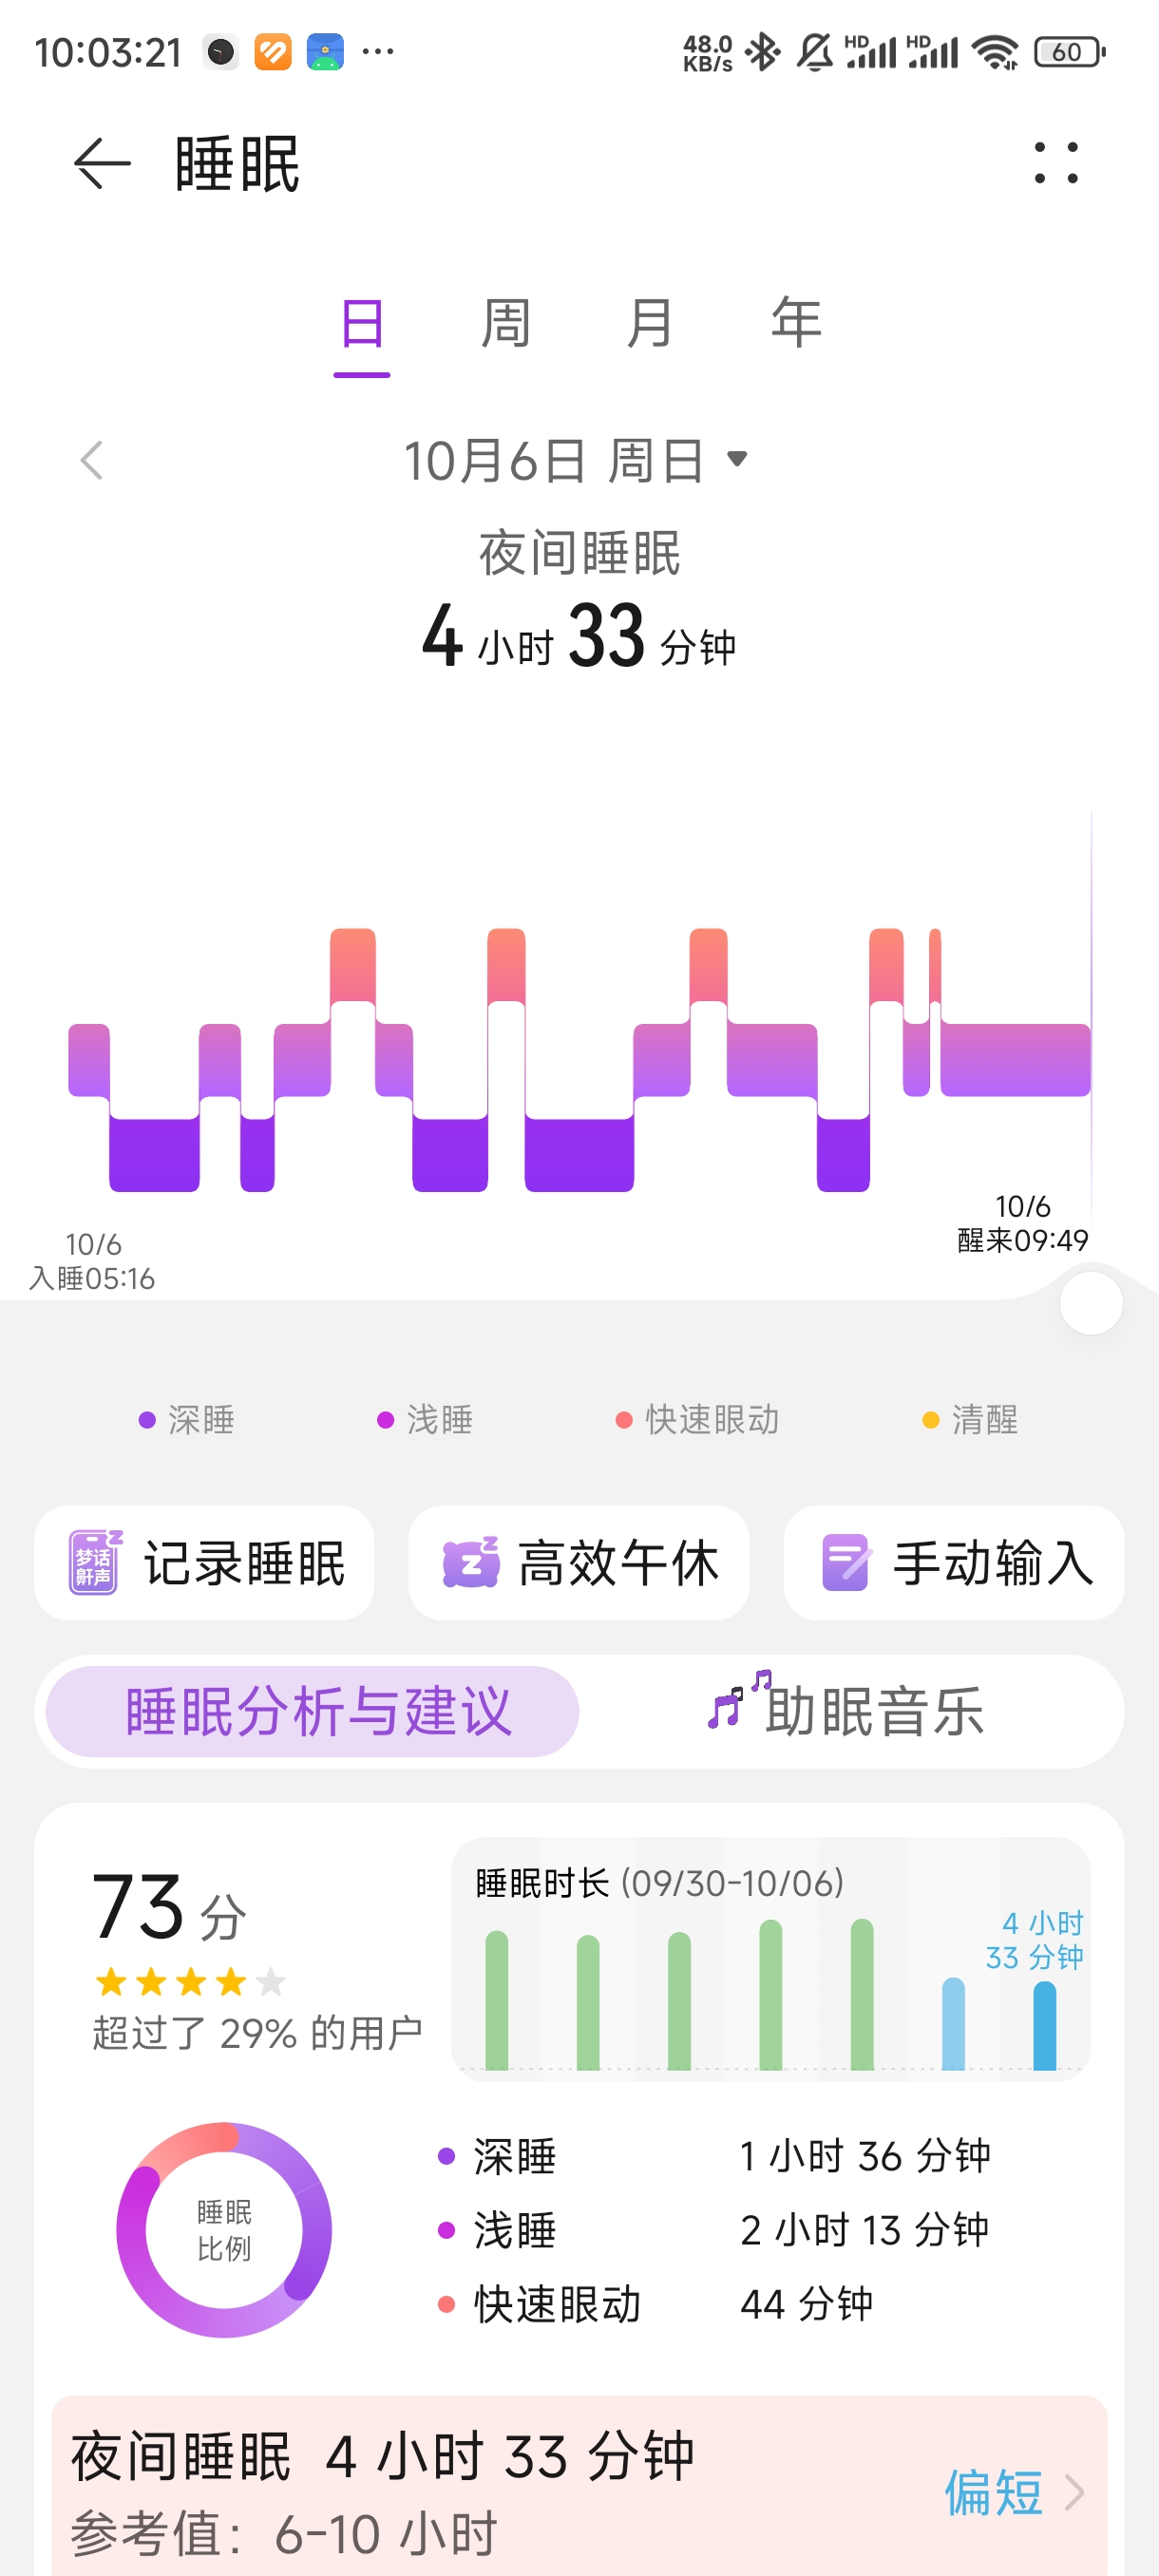 10:03:21 ··· 48.0 KB/s HD HD 60
睡眠
日 周 月 年
10月6日 周日
夜间睡眠
4 小时 33 分钟
10/6
醒来09:49
10/6
入睡05:16
深睡 浅睡 快速眼动 清醒
梦话
鼾声
记录睡眠 高效午休 手动输入
睡眠分析与建议 助眠音乐
73 分
超过了 29% 的用户
睡眠时长 (09/30-10/06)
4 小时
33 分钟
睡眠
比例
深睡 1 小时 36 分钟
浅睡 2 小时 13 分钟
快速眼动 44 分钟
夜间睡眠 4 小时 33 分钟
参考值：6-10 小时
偏短